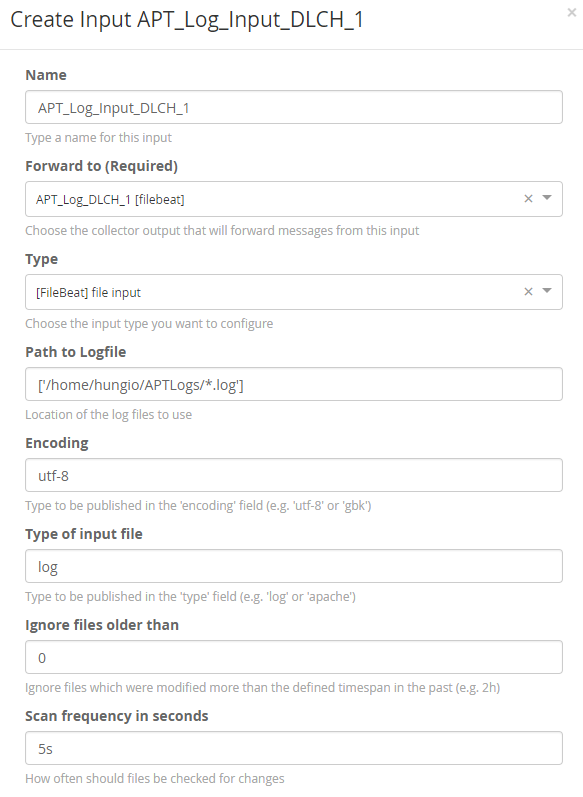 Create Input APT_Log_Input_DLCH_1
×
Name
APT_Log_Input_DLCH_1
Type a name for this input
Forward to (Required)
APT_Log_DLCH_1 [filebeat]
×
Choose the collector output that will forward messages from this input
Type
[FileBeat] file input
×
Choose the input type you want to configure
Path to Logfile
['/home/hungio/APTLogs/*.log']
Location of the log files to use
Encoding
utf-8
Type to be published in the 'encoding' field (e.g. 'utf-8' or 'gbk')
Type of input file
log
Type to be published in the 'type' field (e.g. 'log' or 'apache')
Ignore files older than
0
Ignore files which were modified more than the defined timespan in the past (e.g. 2h)
Scan frequency in seconds
5s
How often should files be checked for changes